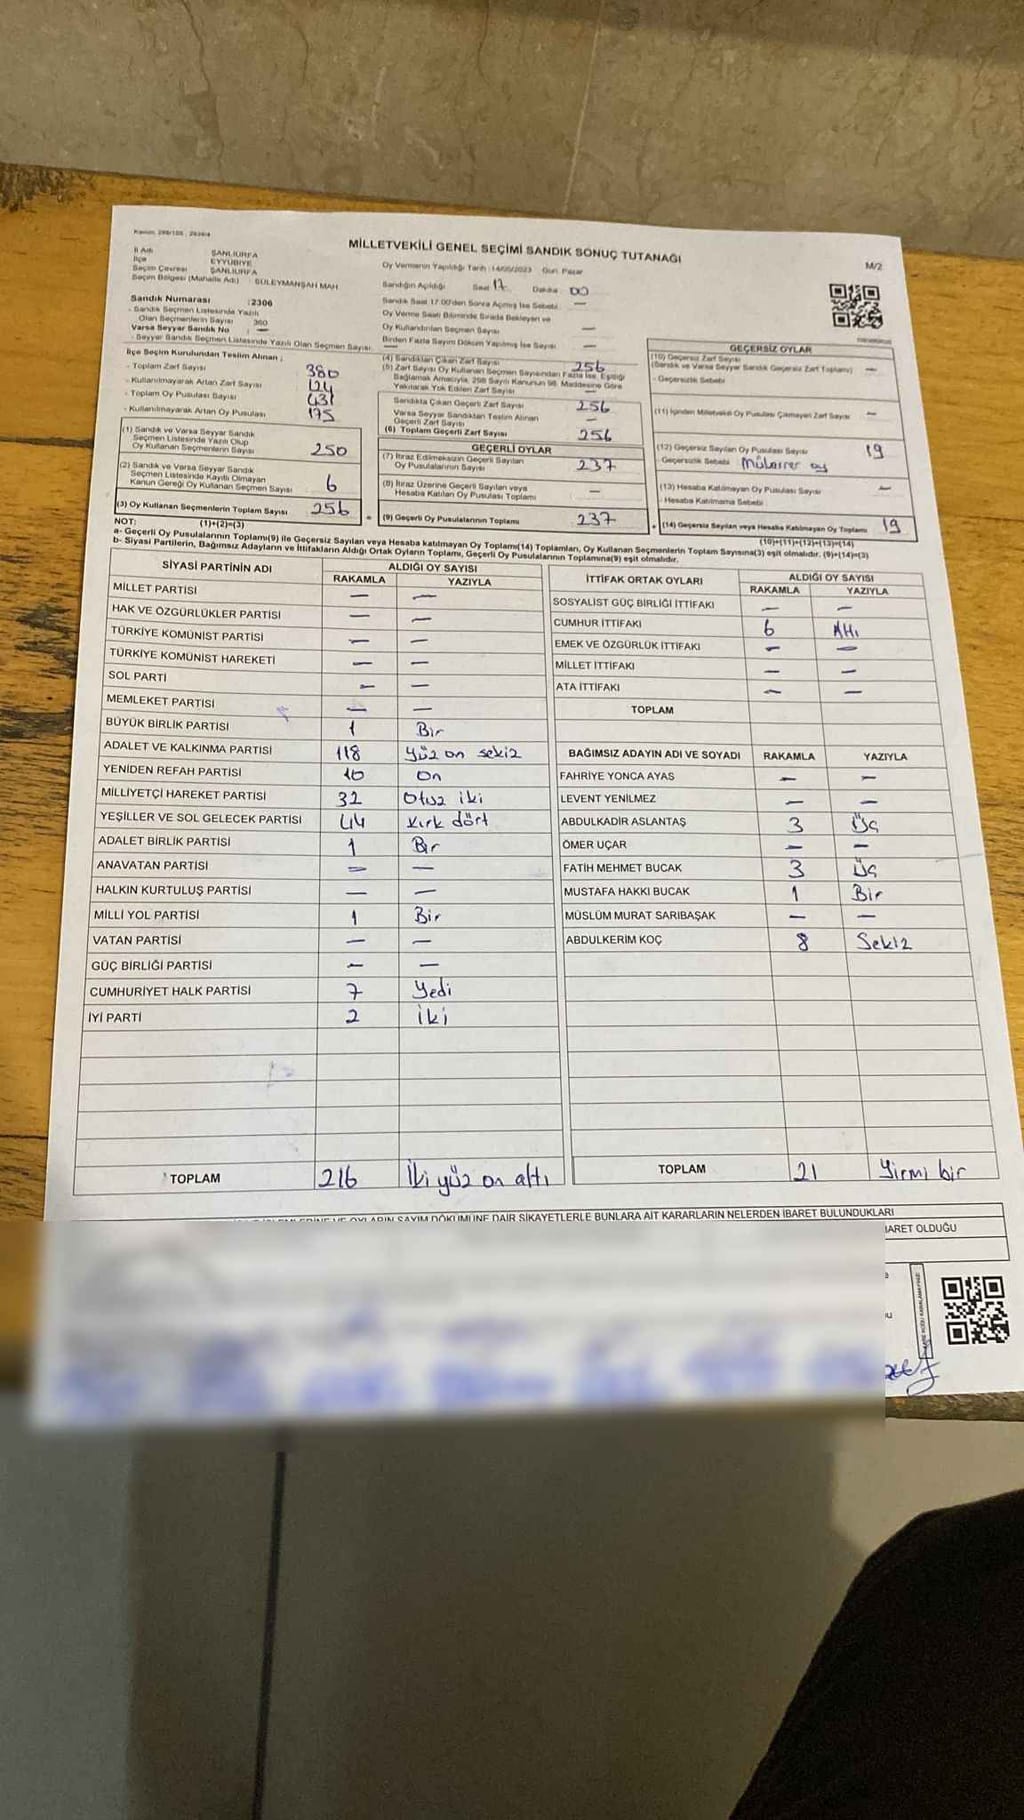 MİLLETVEKİLİ GENEL SEÇİMİ SANDIK SONUÇ TUTANAĞI
M/2
İl Adı ŞANLIURFA
İlçe EYYÜBİYE
Seçim Çevresi ŞANLIURFA
Seçim Bölgesi (Mahalle Adı) SÜLEYMANŞAH MAH
Sandık Numarası :2306
- Sandık Seçmen Listesinde Yazılı
Olan Seçmenlerin Sayısı 360
Varsa Seyyar Sandık No : —
- Seyyar Sandık Seçmen Listesinde Yazılı Olan Seçmen Sayısı: —
Oy Vermenin Yapıldığı Tarih :14/05/2023 Gün: Pazar
Sandığın Açıldığı Saat 17 Dakika 00
Sandık Saat 17.00'den Sonra Açılmış İse Sebebi —
Oy Verme Saati Bitiminde Sırada Bekleyen ve
Oy Kullandırılan Seçmen Sayısı —
Birden Fazla Sayım Döküm Yapılmış İse Sayısı —
İlçe Seçim Kurulundan Teslim Alınan ;
- Toplam Zarf Sayısı 380
- Kullanılmayarak Artan Zarf Sayısı 124
- Toplam Oy Pusulası Sayısı 431
- Kullanılmayarak Artan Oy Pusulası 175
(1) Sandık ve Varsa Seyyar Sandık
Seçmen Listesinde Yazılı Olup
Oy Kullanan Seçmenlerin Sayısı 250
(2) Sandık ve Varsa Seyyar Sandık
Seçmen Listesinde Kayıtlı Olmayan
Kanun Gereği Oy Kullanan Seçmen Sayısı 6
(3) Oy Kullanan Seçmenlerin Toplam Sayısı 256
(4) Sandıktan Çıkan Zarf Sayısı 256
(5) Zarf Sayısı Oy Kullanan Seçmen Sayısından Fazla İse, Eşitliği
Bağlamak Amacıyla, 298 Sayılı Kanunun 98. Maddesine Göre
Yakılarak Yok Edilen Zarf Sayısı —
Sandıkta Çıkan Geçerli Zarf Sayısı 256
Varsa Seyyar Sandıktan Teslim Alınan
Geçerli Zarf Sayısı
(6) Toplam Geçerli Zarf Sayısı 256
GEÇERLİ OYLAR
(7) İtiraz Edilmeksizin Geçerli Sayılan
Oy Pusulalarının Sayısı 237
(8) İtiraz Üzerine Geçerli Sayılan veya
Hesaba Katılan Oy Pusulası Toplamı —
(9) Geçerli Oy Pusulalarının Toplamı 237
GEÇERSİZ OYLAR
(10) Geçersiz Zarf Sayısı
(Sandık ve Varsa Seyyar Sandık Geçersiz Zarf Toplamı) —
- Geçersizlik Sebebi
(11) İçinden Milletvekili Oy Pusulası Çıkmayan Zarf Sayısı —
(12) Geçersiz Sayılan Oy Pusulası Sayısı 19
Geçersizlik Sebebi Mükerrer oy
(13) Hesaba Katılmayan Oy Pusulası Sayısı —
- Hesaba Katılmama Sebebi
(14) Geçersiz Sayılan veya Hesaba Katılmayan Oy Toplamı 19
NOT: (1)+(2)=(3) (10)+(11)+(12)+(13)=(14)
a- Geçerli Oy Pusulalarının Toplamı(9) ile Geçersiz Sayılan veya Hesaba katılmayan Oy Toplamı(14) Toplamları, Oy Kullanan Seçmenlerin Toplam Sayısına(3) eşit olmalıdır. (9)+(14)=(3)
b- Siyasi Partilerin, Bağımsız Adayların ve İttifakların Aldığı Ortak Oyların Toplamı, Geçerli Oy Pusulalarının Toplamına(9) eşit olmalıdır.
SİYASİ PARTİNİN ADI ALDIĞI OY SAYISI
RAKAMLA YAZIYLA
MİLLET PARTİSİ — —
HAK VE ÖZGÜRLÜKLER PARTİSİ — —
TÜRKİYE KOMÜNİST PARTİSİ — —
TÜRKİYE KOMÜNİST HAREKETİ — —
SOL PARTİ — —
MEMLEKET PARTİSİ — —
BÜYÜK BİRLİK PARTİSİ 1 Bir
ADALET VE KALKINMA PARTİSİ 118 Yüz on sekiz
YENİDEN REFAH PARTİSİ 10 On
MİLLİYETÇİ HAREKET PARTİSİ 32 Otuz iki
YEŞİLLER VE SOL GELECEK PARTİSİ 44 Kırk dört
ADALET BİRLİK PARTİSİ 1 Bir
ANAVATAN PARTİSİ — —
HALKIN KURTULUŞ PARTİSİ — —
MİLLİ YOL PARTİSİ 1 Bir
VATAN PARTİSİ — —
GÜÇ BİRLİĞİ PARTİSİ — —
CUMHURİYET HALK PARTİSİ 7 Yedi
İYİ PARTİ 2 İki
TOPLAM 216 İki yüz on altı
İTTİFAK ORTAK OYLARI ALDIĞI OY SAYISI
RAKAMLA YAZIYLA
SOSYALİST GÜÇ BİRLİĞİ İTTİFAKI — —
CUMHUR İTTİFAKI 6 Altı
EMEK VE ÖZGÜRLÜK İTTİFAKI — —
MİLLET İTTİFAKI — —
ATA İTTİFAKI — —
TOPLAM
BAĞIMSIZ ADAYIN ADI VE SOYADI RAKAMLA YAZIYLA
FAHRİYE YONCA AYAS — —
LEVENT YENİLMEZ — —
ABDULKADİR ASLANTAŞ 3 Üç
ÖMER UÇAR — —
FATİH MEHMET BUCAK 3 Üç
MUSTAFA HAKKI BUCAK 1 Bir
MÜSLÜM MURAT SARIBAŞAK — —
ABDULKERİM KOÇ 8 Sekiz
TOPLAM 21 Yirmi bir
OYLARIN SAYIM DÖKÜMÜNE DAİR ŞİKAYETLERLE BUNLARA AİT KARARLARIN NELERDEN İBARET BULUNDUKLARI
BARET OLDUĞU